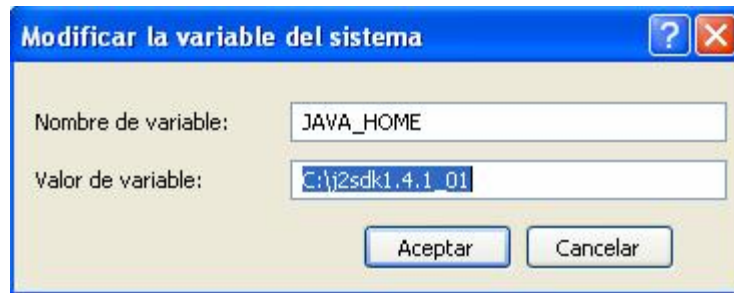 Modificar la variable del sistema
Nombre de variable: JAVA_HOME
Valor de variable: C:\j2sdk1.4.1_01
Aceptar Cancelar